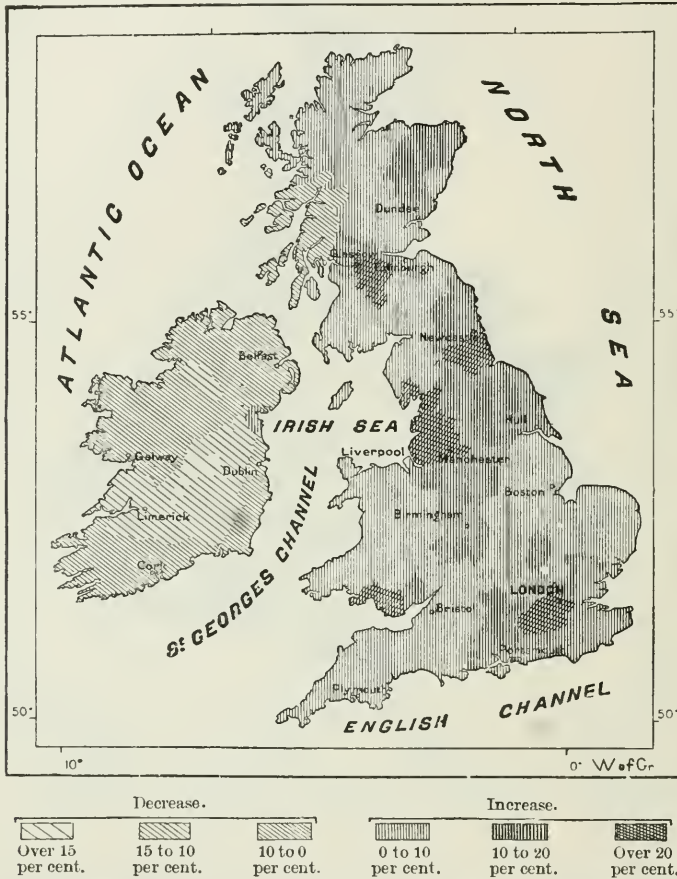 ATLANTIC OCEAN
NORTH SEA
Dundee
Edinburgh
55°
55
Newcastle
Belfast
IRISH SEA
Hull
Galway
Dublin
Liverpool
Manchester
Boston
Limerick
Birmingham
Cork
St GEORGES CHANNEL
LONDON
Bristol
Portsmouth
Plymouth
ENGLISH CHANNEL
50°
50°
10°
0° W of Gr
Decrease.
Over 15
per cent.
15 to 10
per cent.
10 to 0
per cent.
Increase.
0 to 10
per cent.
10 to 20
per cent.
Over 20
per cent.